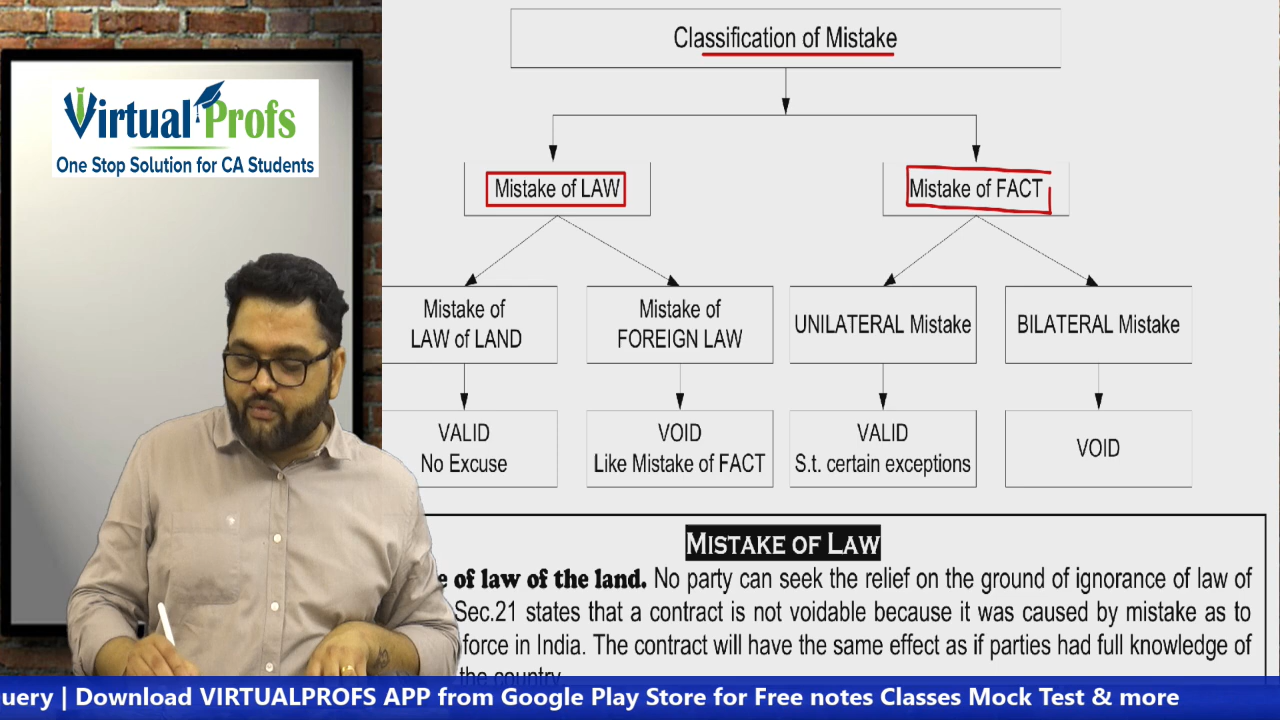 Virtual Profs
One Stop Solution for CA Students
Classification of Mistake
Mistake of LAW
Mistake of FACT
Mistake of
LAW of LAND
Mistake of
FOREIGN LAW
UNILATERAL Mistake
BILATERAL Mistake
VALID
No Excuse
VOID
Like Mistake of FACT
VALID
S.t. certain exceptions
VOID
MISTAKE OF LAW
of law of the land. No party can seek the relief on the ground of ignorance of law of
Sec.21 states that a contract is not voidable because it was caused by mistake as to
force in India. The contract will have the same effect as if parties had full knowledge of
the country.
uery | Download VIRTUALPROFS APP from Google Play Store for Free notes Classes Mock Test & more